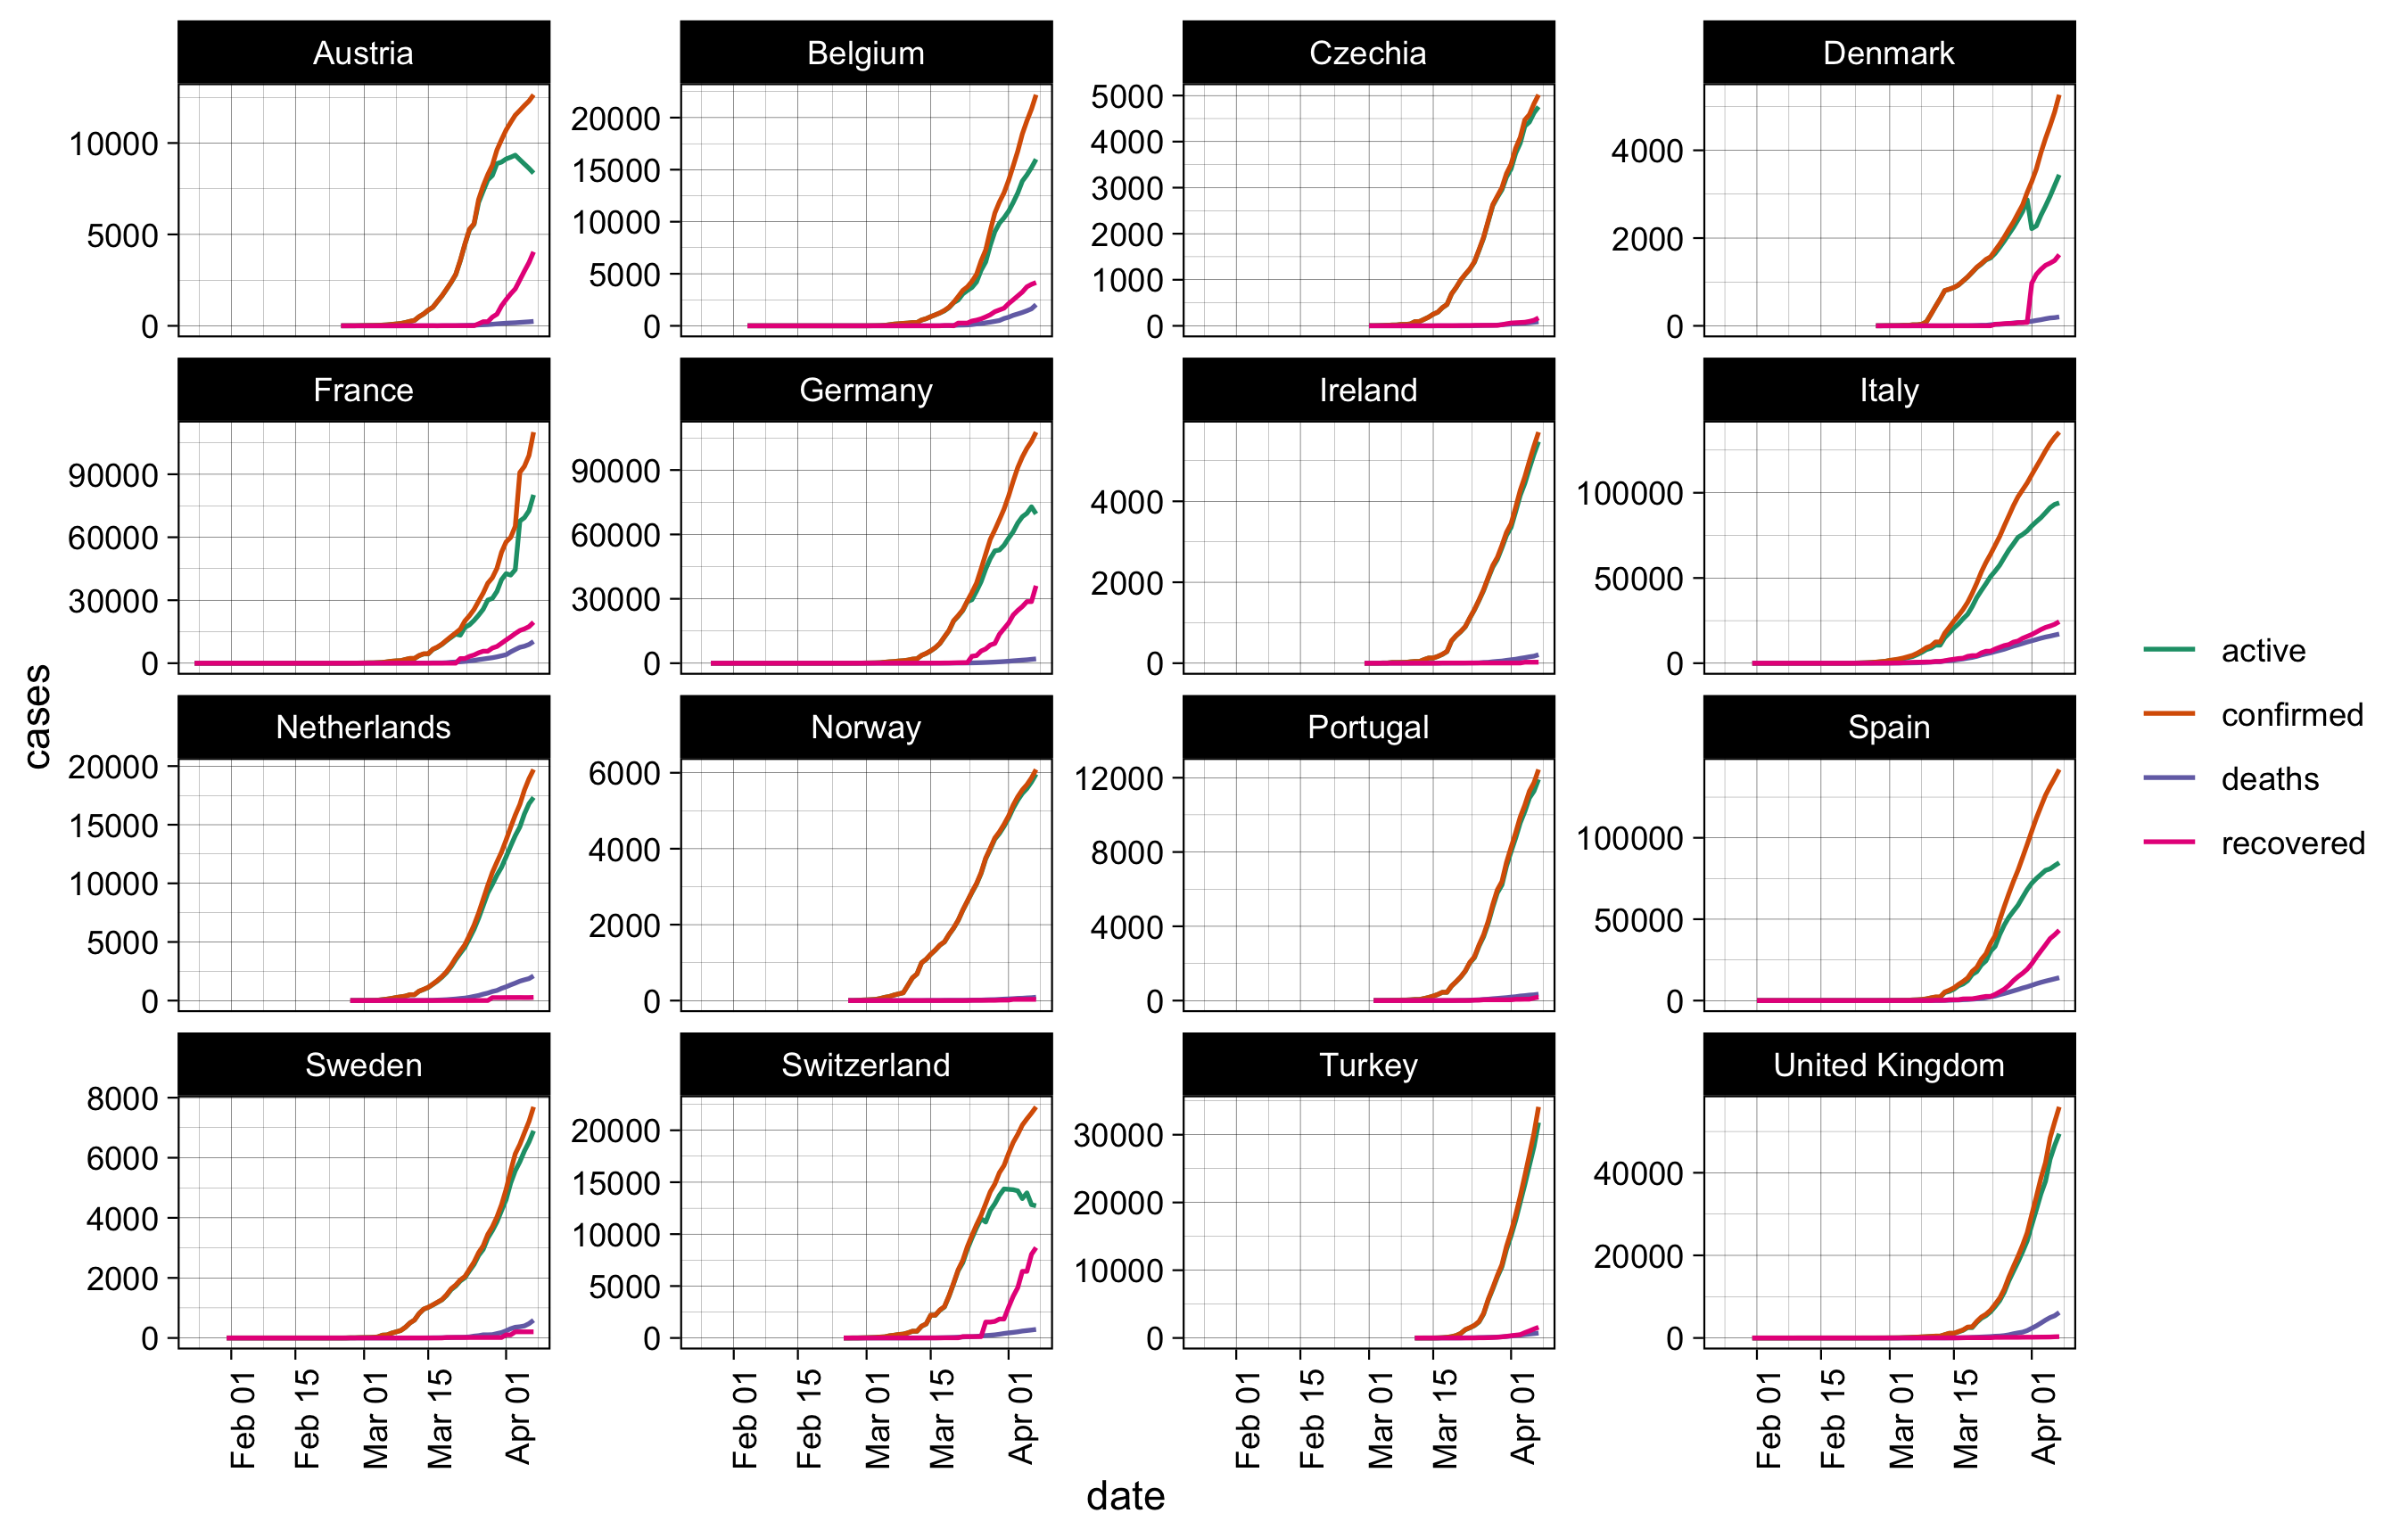 Austria
Belgium
Czechia
Denmark
10000
5000
0
20000
15000
10000
5000
0
5000
4000
3000
2000
1000
0
4000
2000
0
France
Germany
Ireland
Italy
90000
60000
30000
0
90000
60000
30000
0
4000
2000
0
100000
50000
0
Netherlands
Norway
Portugal
Spain
20000
15000
10000
5000
0
6000
4000
2000
0
12000
8000
4000
0
100000
50000
0
Sweden
Switzerland
Turkey
United Kingdom
8000
6000
4000
2000
0
20000
15000
10000
5000
0
30000
20000
10000
0
40000
20000
0
Feb 01
Feb 15
Mar 01
Mar 15
Apr 01
Feb 01
Feb 15
Mar 01
Mar 15
Apr 01
Feb 01
Feb 15
Mar 01
Mar 15
Apr 01
Feb 01
Feb 15
Mar 01
Mar 15
Apr 01
cases
date
active
confirmed
deaths
recovered